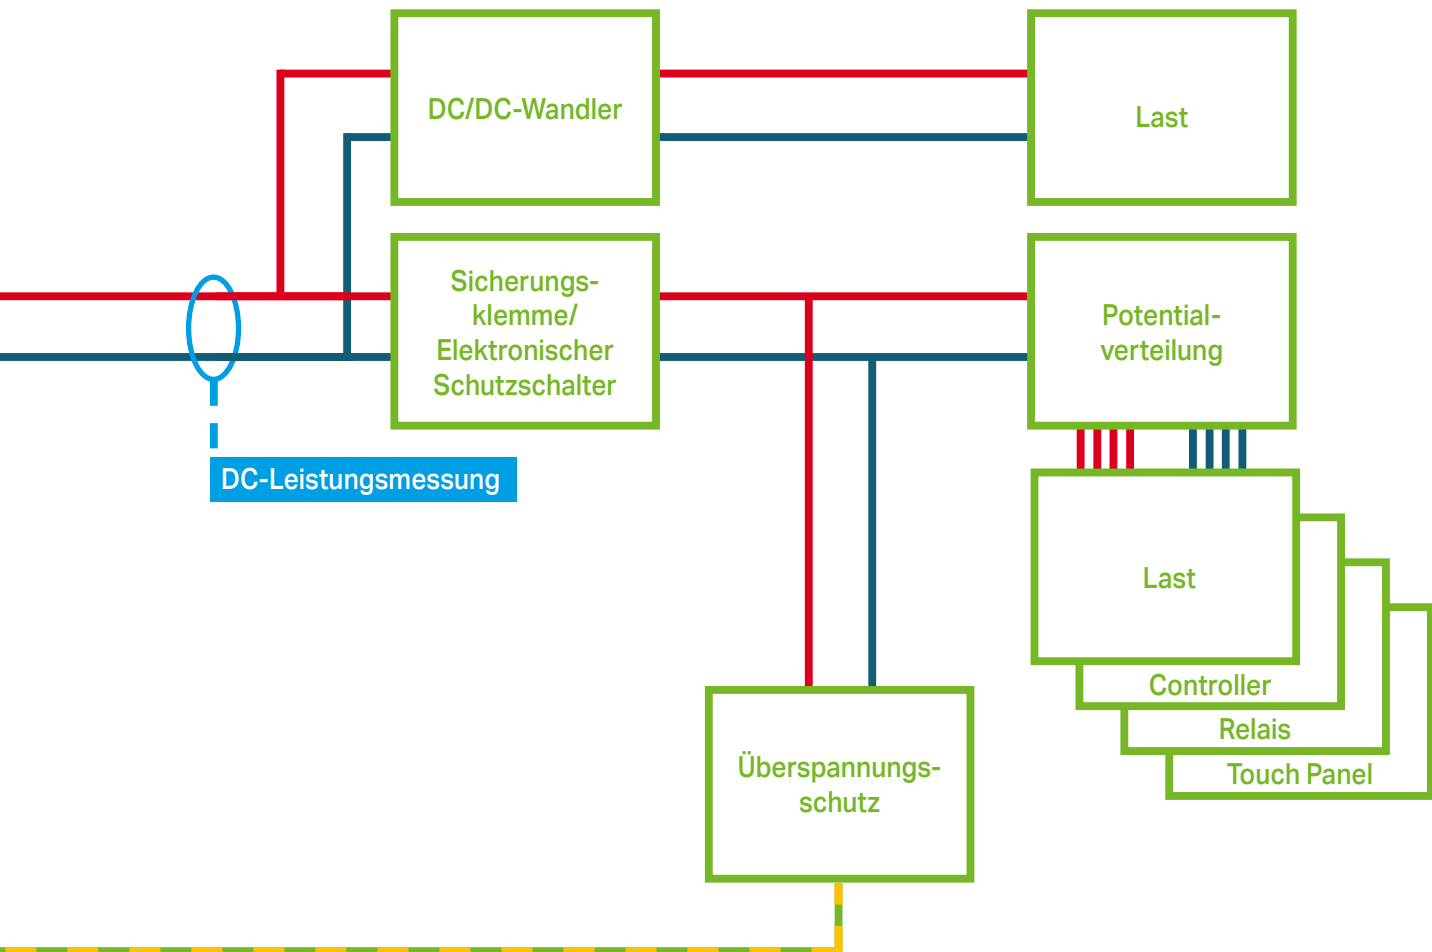 DC/DC-Wandler
Last
Sicherungs-
klemme/
Elektronischer
Schutzschalter
Potential-
verteilung
DC-Leistungsmessung
Last
Controller
Relais
Touch Panel
Überspannungs-
schutz